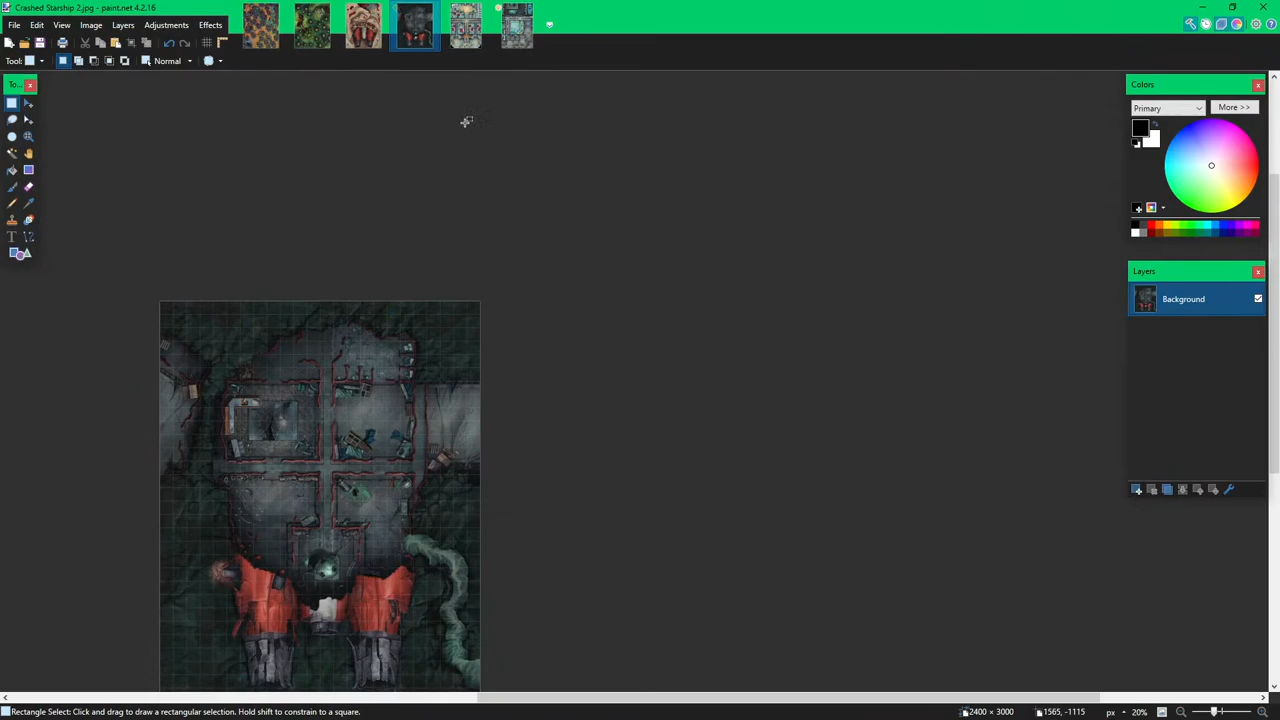 Crashed Starship 2.jpg - paint.net 4.2.16
File Edit View Image Layers Adjustments Effects
Tool: Normal
To... x
Colors x
Primary More >>
Layers x
Background
Rectangle Select: Click and drag to draw a rectangular selection. Hold shift to constrain to a square. 2400 × 3000 1565, -1115 px 20%